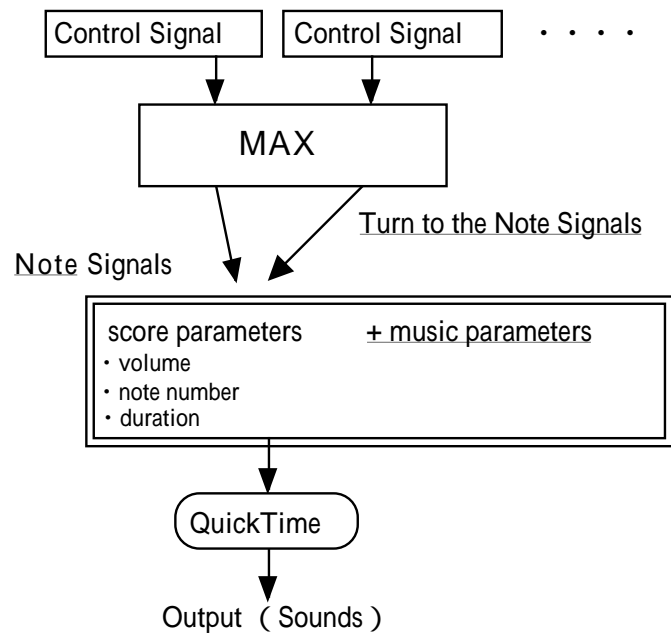 Control Signal Control Signal ・・・・
MAX
Turn to the Note Signals
Note Signals
score parameters + music parameters
・volume
・note number
・duration
QuickTime
Output ( Sounds )